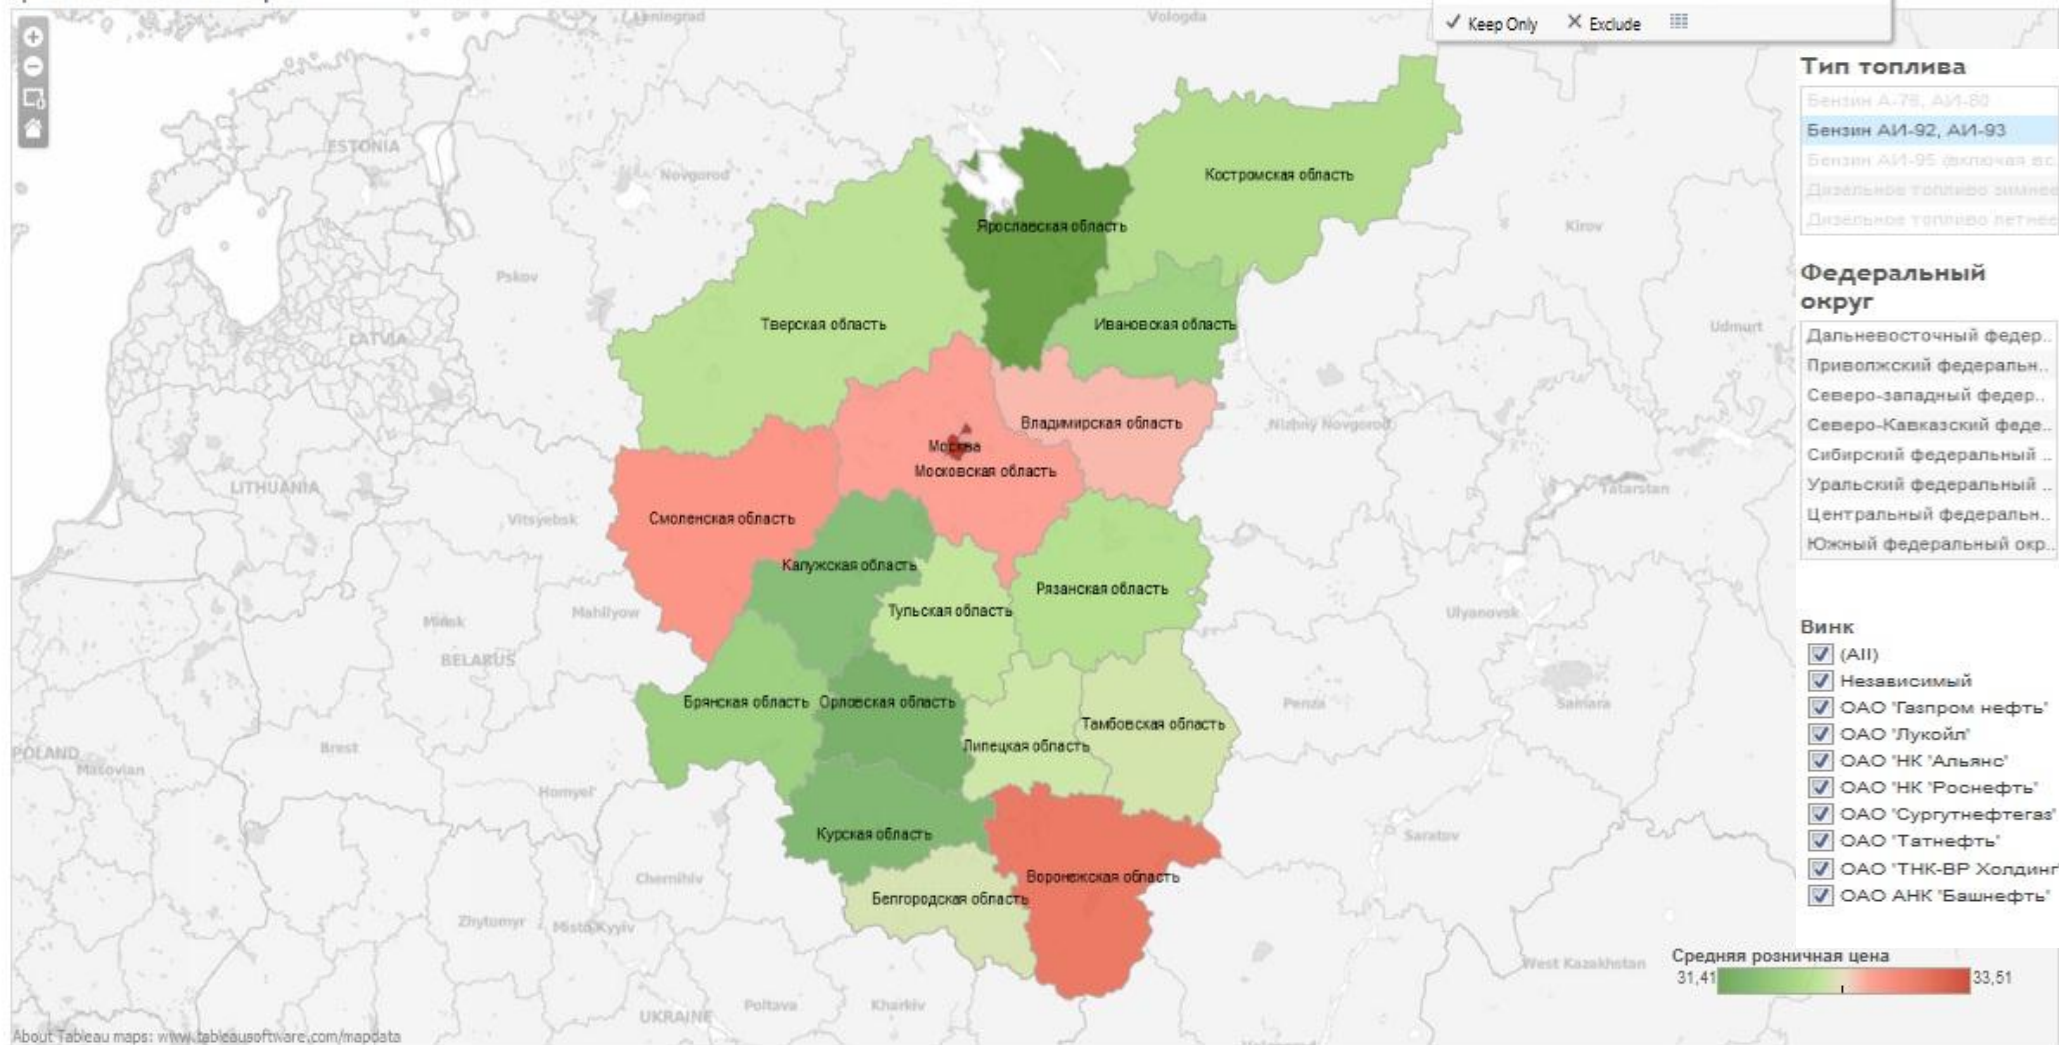 Leningrad
Vologda
Keep Only
Exclude
Тип топлива
Бензин А-76, АИ-80
Бензин АИ-92, АИ-93
Бензин АИ-95 (включая вс
Дизельное топливо зимнее
Дизельное топливо летнее
ESTONIA
Novgorod
Костромская область
Ярославская область
Kirov
Pskov
Федеральный
округ
Тверская область
Ивановская область
Udmurt
LATVIA
Дальневосточный федер..
Приволжский федеральн..
Северо-западный федер..
Северо-Кавказский феде..
Сибирский федеральный ..
Уральский федеральный ..
Центральный федеральн..
Южный федеральный окр..
Владимирская область
Nizhny Novgorod
Москва
Московская область
LITHUANIA
Tatarstan
Vitsyebsk
Смоленская область
Калужская область
Рязанская область
Тульская область
Mahilyow
Minsk
Ulyanovsk
BELARUS
Винк
(All)
Независимый
ОАО "Газпром нефть"
ОАО "Лукойл"
ОАО "НК "Альянс"
ОАО "НК "Роснефть"
ОАО "Сургутнефтегаз"
ОАО "Татнефть"
ОАО "ТНК-ВР Холдинг
ОАО АНК "Башнефть"
Брянская область
Орловская область
Penza
Samara
Тамбовская область
Липецкая область
POLAND
Masovian
Brest
Homyel'
Курская область
Saratov
Воронежская область
Chernihiv
Белгородская область
Zhytomyr
Misto Kyyiv
West Kazakhstan
Средняя розничная цена
31,41
33,51
Poltava
Kharkiv
UKRAINE
About Tableau maps: www.tableausoftware.com/mapdata